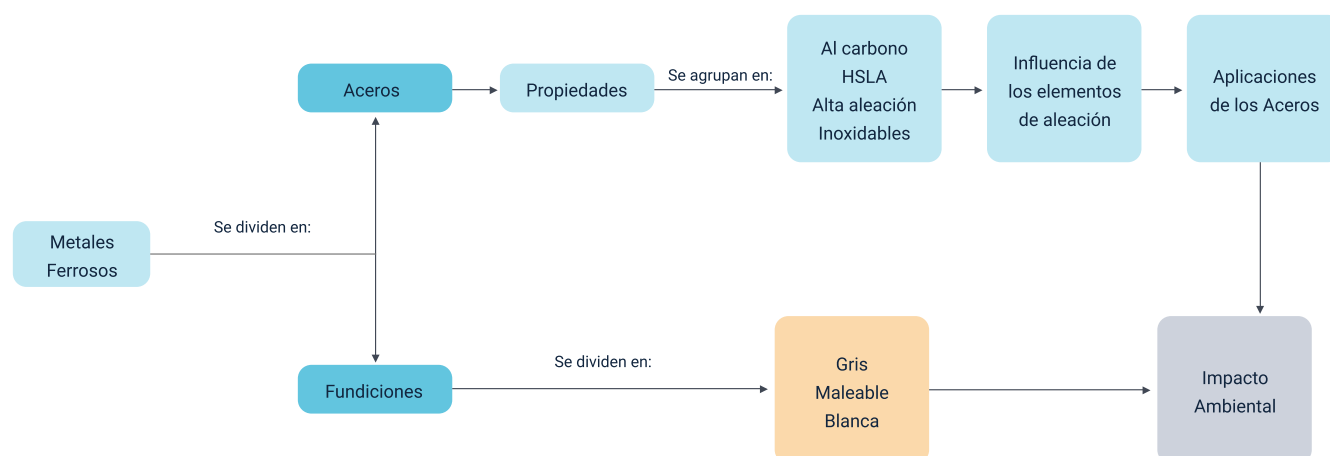 Metales
Ferrosos
Se dividen en:
Aceros
Propiedades
Se agrupan en:
Al carbono
HSLA
Alta aleación
Inoxidables
Influencia de
los elementos
de aleación
Aplicaciones
de los Aceros
Fundiciones
Se dividen en:
Gris
Maleable
Blanca
Impacto
Ambiental